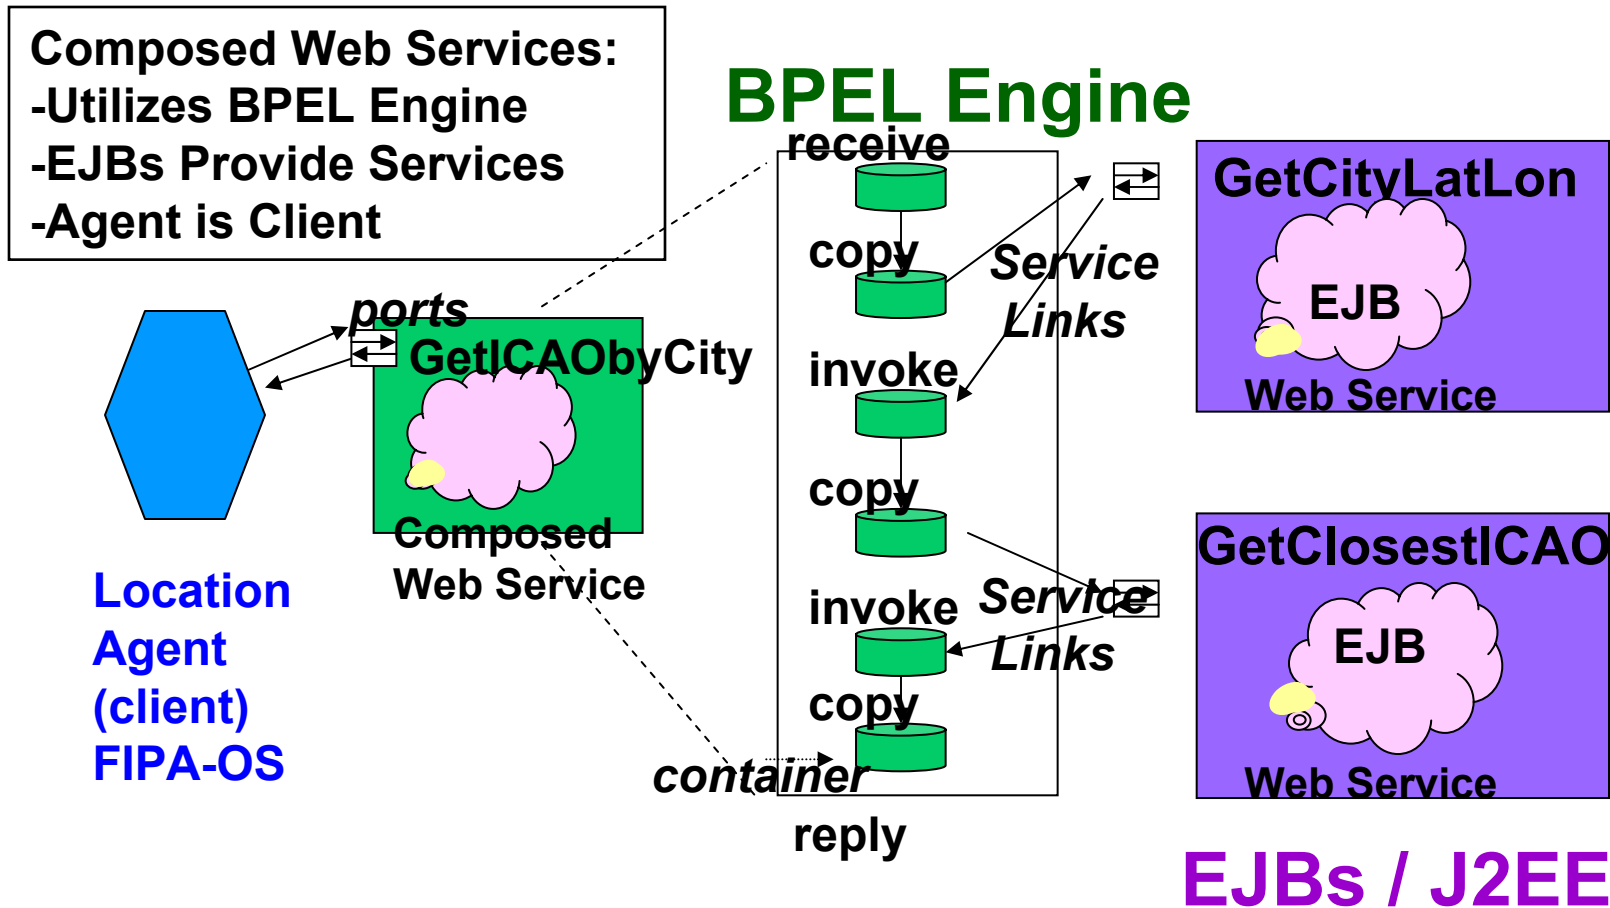 Composed Web Services:
-Utilizes BPEL Engine
-EJBs Provide Services
-Agent is Client
BPEL Engine
receive
copy
invoke
copy
invoke
copy
container
reply
Service
Links
Service
Links
ports
GetICAObyCity
Composed
Web Service
Location
Agent
(client)
FIPA-OS
GetCityLatLon
EJB
Web Service
GetClosestICAO
EJB
Web Service
EJBs / J2EE